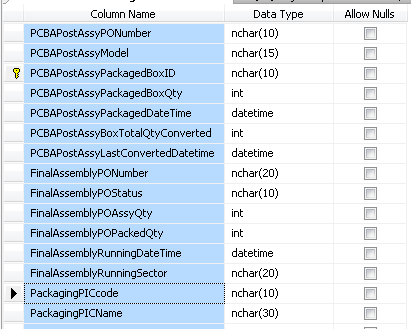 Column Name Data Type Allow Nulls
PCBAPostAssyPONumber nchar(10)
PCBAPostAssyModel nchar(15)
PCBAPostAssyPackagedBoxID nchar(10)
PCBAPostAssyPackagedBoxQty int
PCBAPostAssyPackagedDateTime datetime
PCBAPostAssyBoxTotalQtyConverted int
PCBAPostAssyLastConvertedDatetime datetime
FinalAssemblyPONumber nchar(20)
FinalAssemblyPOStatus nchar(10)
FinalAssemblyPOAssyQty int
FinalAssemblyPOPackedQty int
FinalAssemblyRunningDateTime datetime
FinalAssemblyRunningSector nchar(20)
PackagingPICcode nchar(10)
PackagingPICName nchar(30)